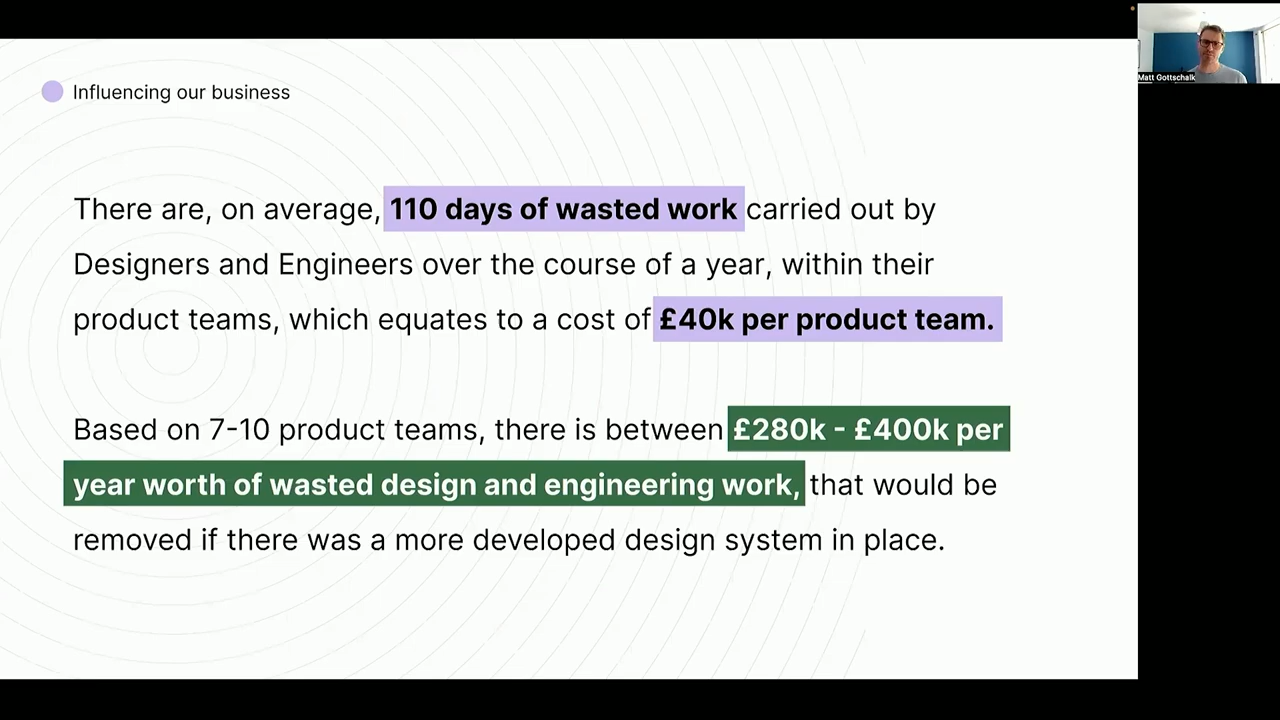 Influencing our business
There are, on average, 110 days of wasted work carried out by
Designers and Engineers over the course of a year, within their
product teams, which equates to a cost of £40k per product team.
Based on 7-10 product teams, there is between £280k - £400k per
year worth of wasted design and engineering work, that would be
removed if there was a more developed design system in place.
Matt Gottschalk